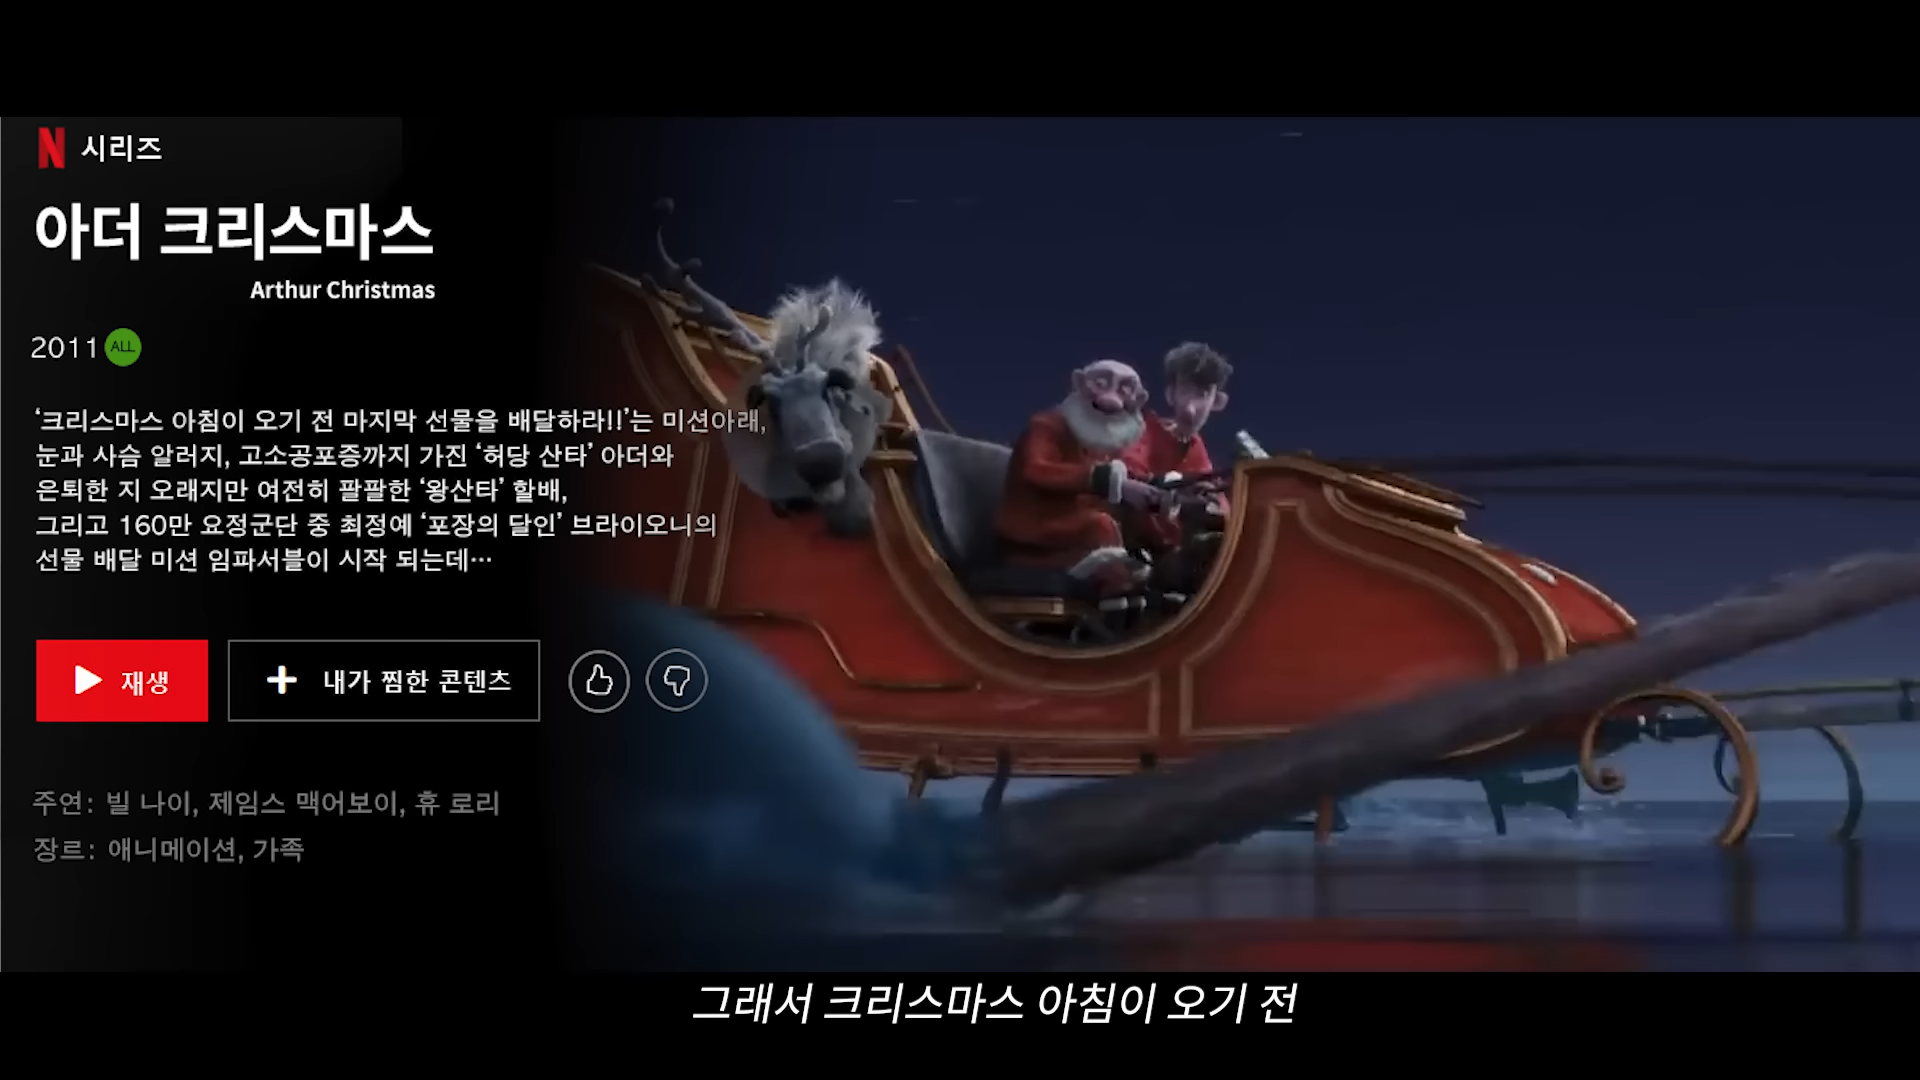 N 시리즈
아더 크리스마스
Arthur Christmas
2011 ALL
‘크리스마스 아침이 오기 전 마지막 선물을 배달하라!!’는 미션아래,
눈과 사슴 알러지, 고소공포증까지 가진 ‘허당 산타’ 아더와
은퇴한 지 오래지만 여전히 팔팔한 ‘왕산타’ 할배,
그리고 160만 요정군단 중 최정예 ‘포장의 달인’ 브라이오니의
선물 배달 미션 임파서블이 시작 되는데…
재생
+ 내가 찜한 콘텐츠
주연: 빌 나이, 제임스 맥어보이, 휴 로리
장르: 애니메이션, 가족
그래서 크리스마스 아침이 오기 전